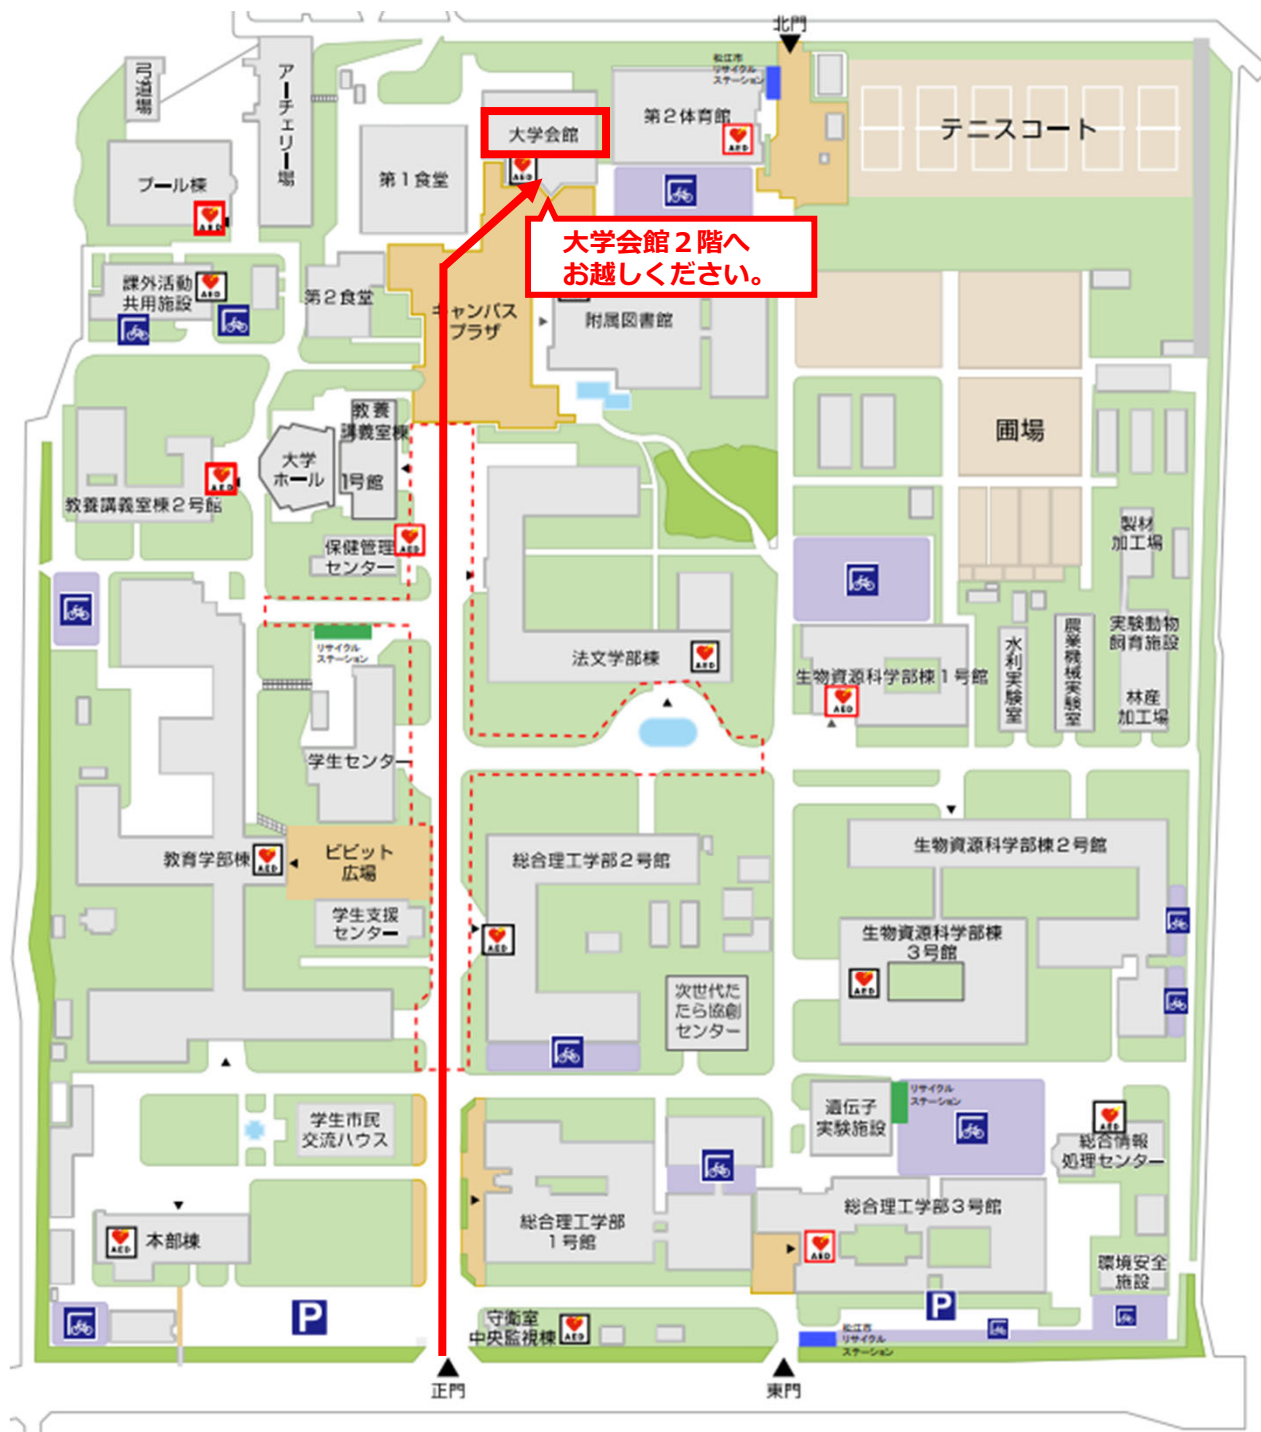 北門
松江市
リサイクル
ステーション
弓道場
アーチェリー場
第2体育館
AED
テニスコート
大学会館
AED
第1食堂
プール棟
AED
大学会館２階へ
お越しください。
課外活動
共用施設
AED
第2食堂
キャンパス
プラザ
附属図書館
教養
講義室棟
1号館
大学
ホール
圃場
教養講義室棟2号館
AED
保健管理
センター
AED
製材
加工場
リサイクル
ステーション
法文学部棟
AED
生物資源科学部棟1号館
AED
水利実験室
農業機械実験室
実験動物
飼育施設
林産
加工場
学生センター
教育学部棟
AED
ビビット
広場
総合理工学部2号館
AED
生物資源科学部棟2号館
学生支援
センター
生物資源科学部棟
3号館
AED
次世代た
たら協創
センター
学生市民
交流ハウス
遺伝子
実験施設
リサイクル
ステーション
AED
総合情報
処理センター
本部棟
AED
総合理工学部
1号館
総合理工学部3号館
AED
環境安全
施設
P
P
守衛室
中央監視棟
AED
松江市
リサイクル
ステーション
正門
東門